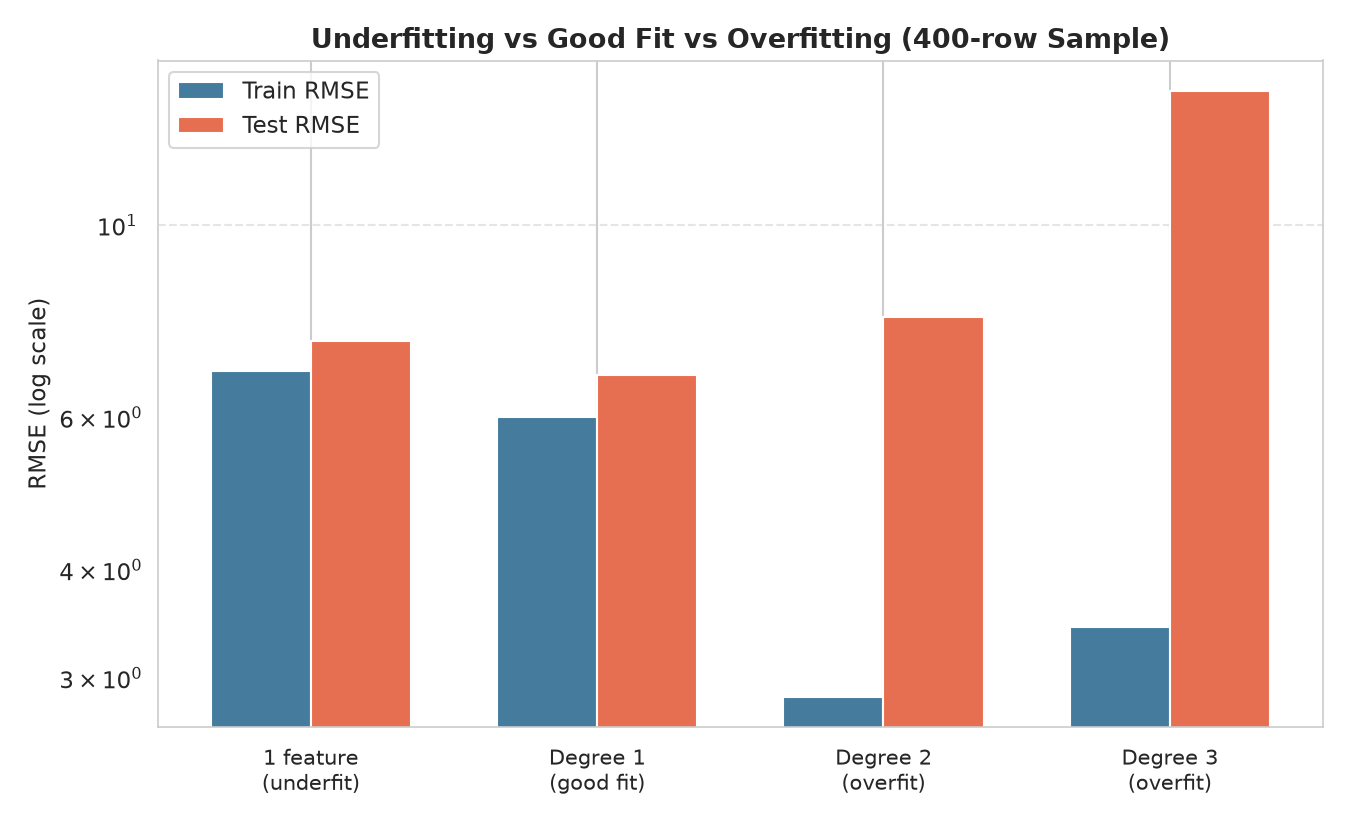 Underfitting vs Good Fit vs Overfitting (400-row Sample)
Train RMSE
Test RMSE
RMSE (log scale)
10¹
6 × 10⁰
4 × 10⁰
3 × 10⁰
1 feature
(underfit)
Degree 1
(good fit)
Degree 2
(overfit)
Degree 3
(overfit)